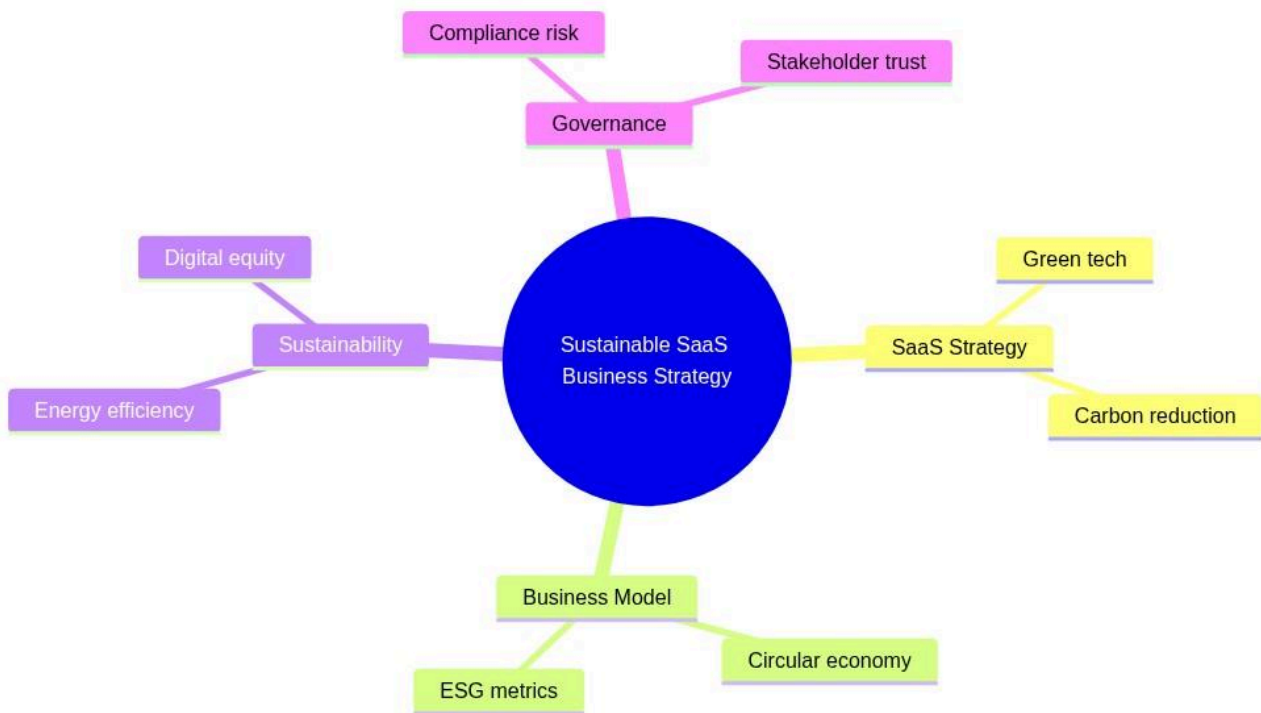 Compliance risk
Stakeholder trust
Governance
Digital equity
Green tech
Sustainability
Sustainable SaaS
Business Strategy
SaaS Strategy
Energy efficiency
Carbon reduction
Business Model
Circular economy
ESG metrics